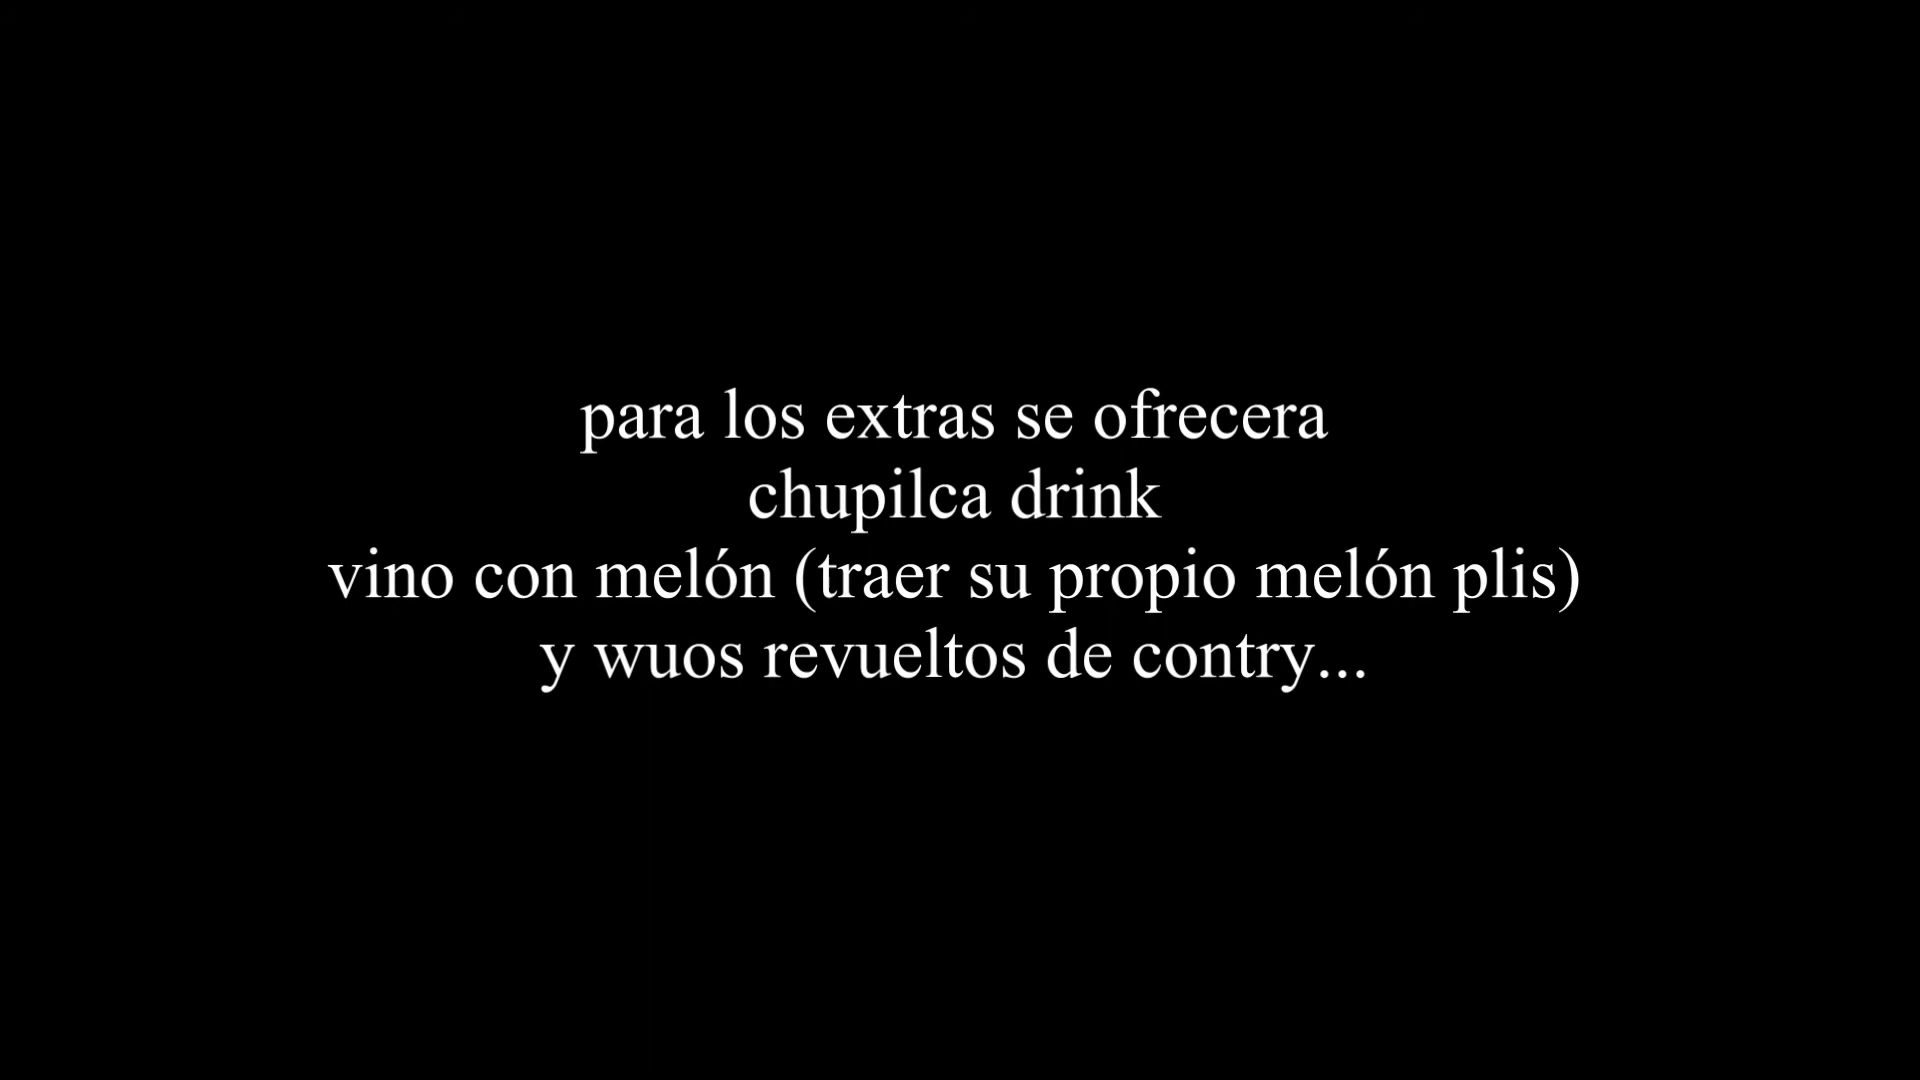 para los extras se ofrecera
chupilca drink
vino con melón (traer su propio melón plis)
y wuos revueltos de contry...